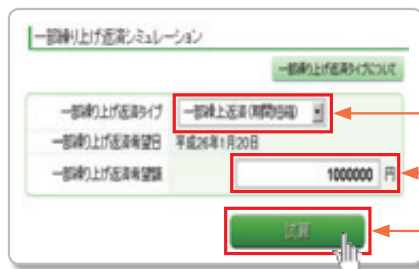 一部繰り上げ返済シミュレーション
一部繰り上げ返済タイプについて
一部繰り上げ返済タイプ 一部繰上返済(期間短縮)
一部繰り上げ返済希望日 平成26年1月20日
一部繰り上げ返済希望額 1000000 円
試算